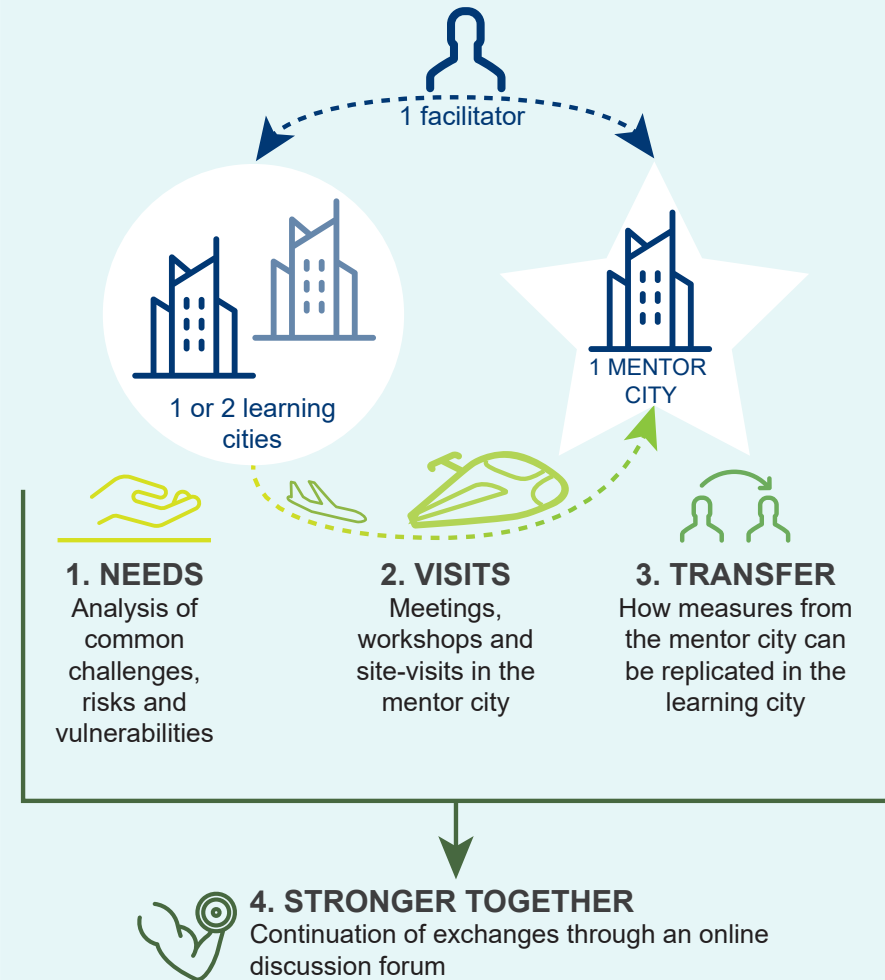 1 facilitator
1 or 2 learning
cities
1 MENTOR
CITY
1. NEEDS
Analysis of
common
challenges,
risks and
vulnerabilities
2. VISITS
Meetings,
workshops and
site-visits in the
mentor city
3. TRANSFER
How measures from
the mentor city can
be replicated in the
learning city
4. STRONGER TOGETHER
Continuation of exchanges through an online
discussion forum